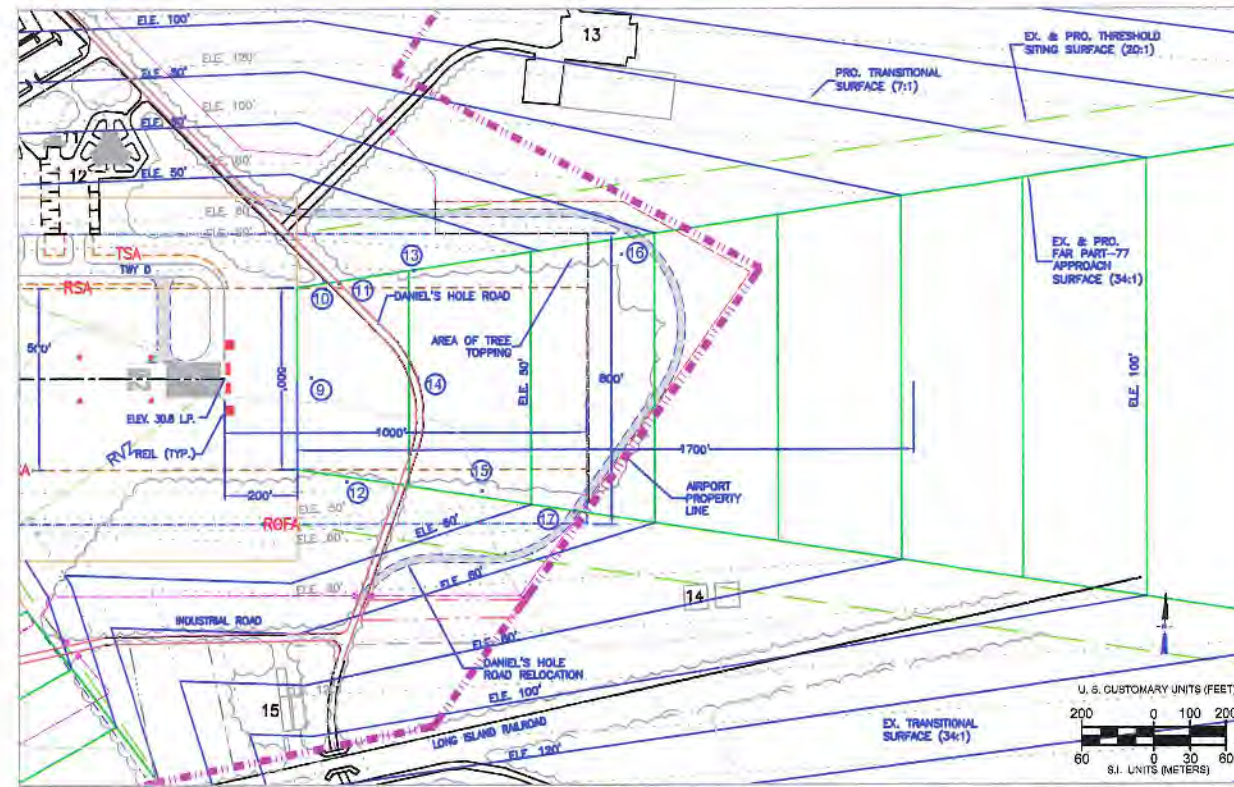 ELE. 100'
13
EX. & PRO. THRESHOLD
SITING SURFACE (20:1)
ELE. 120'
PRO. TRANSITIONAL
SURFACE (7:1)
ELE. 80'
ELE. 100'
12
ELE. 80'
ELE. 50'
ELE. 60'
ELE. 50'
TSA
TWY D
RSA
13
16
EX. & PRO.
FAR PART-77
APPROACH
SURFACE (34:1)
10
11
DANIEL'S HOLE ROAD
AREA OF TREE
TOPPING
500'
9
14
ELE. 50'
800'
ELE. 100'
ELEV. 30.8 L.P.
REIL (TYP.)
RVZ
1000'
1700'
15
AIRPORT
PROPERTY
LINE
200'
12
17
ROFA
ELE. 50'
ELE. 60'
ELE. 60'
ELE. 80'
14
INDUSTRIAL ROAD
ELE. 80'
DANIEL'S HOLE
ROAD RELOCATION
ELE. 100'
15
LONG ISLAND RAILROAD
ELE. 120'
EX. TRANSITIONAL
SURFACE (34:1)
U. S. CUSTOMARY UNITS (FEET)
200 0 100 200
60 0 30 60
S.I. UNITS (METERS)